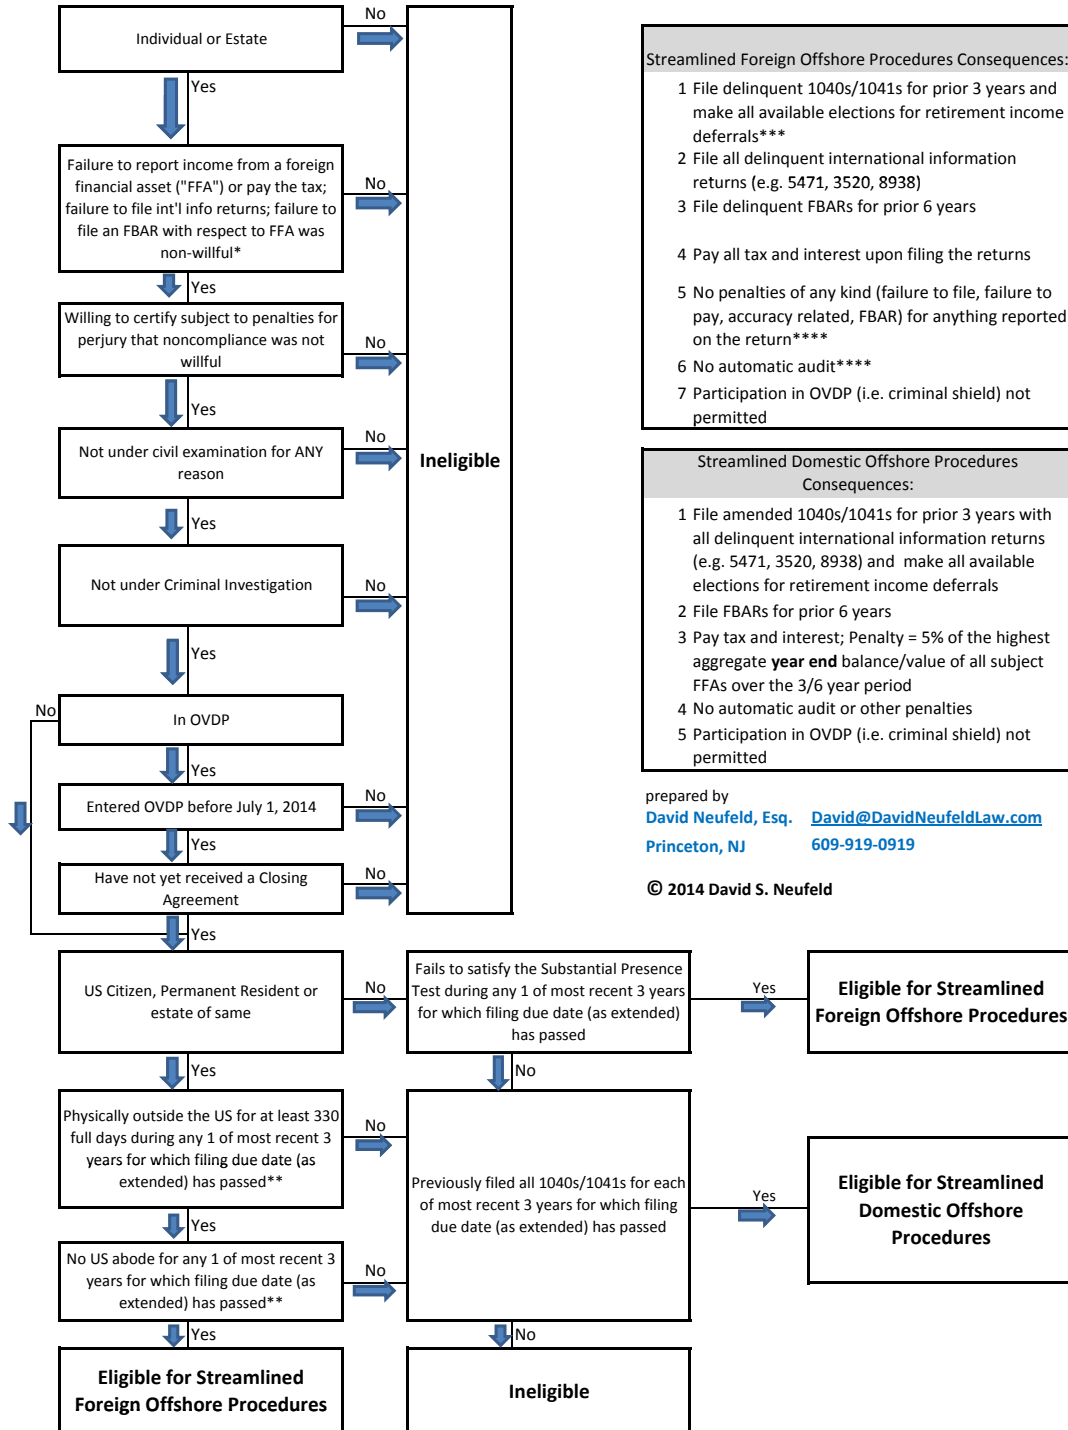 No
Individual or Estate
Yes
Failure to report income from a foreign
financial asset ("FFA") or pay the tax;
failure to file int'l info returns; failure to
file an FBAR with respect to FFA was
non-willful*
No
Yes
Willing to certify subject to penalties for
perjury that noncompliance was not
willful
No
Yes
Not under civil examination for ANY
reason
No
Ineligible
Yes
Not under Criminal Investigation
No
Yes
No
In OVDP
Yes
Entered OVDP before July 1, 2014
No
Yes
Have not yet received a Closing
Agreement
No
Yes
Streamlined Foreign Offshore Procedures Consequences:
1 File delinquent 1040s/1041s for prior 3 years and
make all available elections for retirement income
deferrals***
2 File all delinquent international information
returns (e.g. 5471, 3520, 8938)
3 File delinquent FBARs for prior 6 years
4 Pay all tax and interest upon filing the returns
5 No penalties of any kind (failure to file, failure to
pay, accuracy related, FBAR) for anything reported
on the return****
6 No automatic audit****
7 Participation in OVDP (i.e. criminal shield) not
permitted
Streamlined Domestic Offshore Procedures
Consequences:
1 File amended 1040s/1041s for prior 3 years with
all delinquent international information returns
(e.g. 5471, 3520, 8938) and make all available
elections for retirement income deferrals
2 File FBARs for prior 6 years
3 Pay tax and interest; Penalty = 5% of the highest
aggregate year end balance/value of all subject
FFAs over the 3/6 year period
4 No automatic audit or other penalties
5 Participation in OVDP (i.e. criminal shield) not
permitted
prepared by
David Neufeld, Esq. David@DavidNeufeldLaw.com
Princeton, NJ 609-919-0919
© 2014 David S. Neufeld
US Citizen, Permanent Resident or
estate of same
No
Fails to satisfy the Substantial Presence
Test during any 1 of most recent 3 years
for which filing due date (as extended)
has passed
Yes
Eligible for Streamlined
Foreign Offshore Procedures
Yes
No
Physically outside the US for at least 330
full days during any 1 of most recent 3
years for which filing due date (as
extended) has passed**
No
Previously filed all 1040s/1041s for each
of most recent 3 years for which filing
due date (as extended) has passed
Yes
Eligible for Streamlined
Domestic Offshore
Procedures
Yes
No US abode for any 1 of most recent 3
years for which filing due date (as
extended) has passed**
No
Yes
No
Eligible for Streamlined
Foreign Offshore Procedures
Ineligible